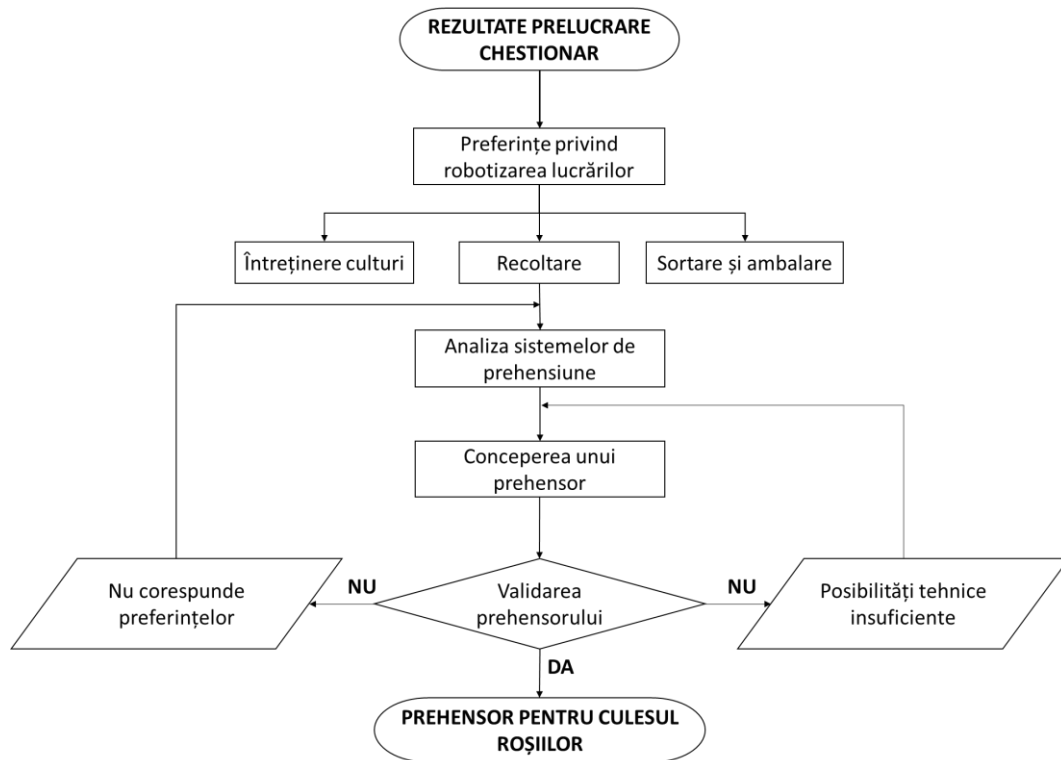 REZULTATE PRELUCRARE
CHESTIONAR
Preferințe privind
robotizarea lucrărilor
Întreținere culturi
Recoltare
Sortare și ambalare
Analiza sistemelor de
prehensiune
Conceperea unui
prehensor
Nu corespunde
preferințelor
NU
Validarea
prehensorului
NU
Posibilități tehnice
insuficiente
DA
PREHENSOR PENTRU CULESUL
ROȘIILOR